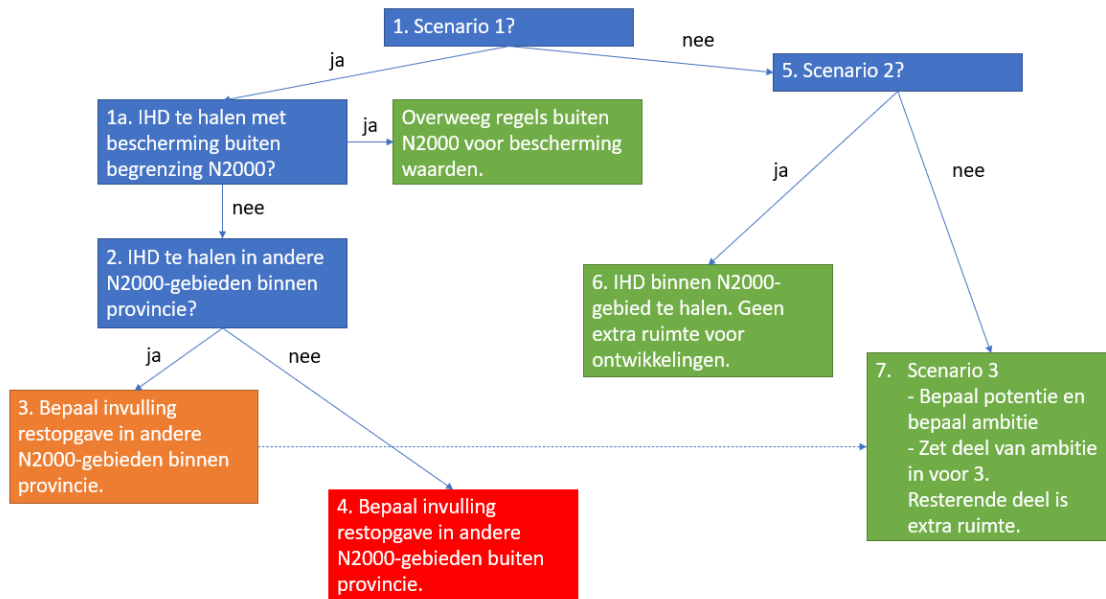 1. Scenario 1?
ja
nee
5. Scenario 2?
1a. IHD te halen met
bescherming buiten
begrenzing N2000?
ja
Overweeg regels buiten
N2000 voor bescherming
waarden.
nee
ja
nee
2. IHD te halen in andere
N2000-gebieden binnen
provincie?
6. IHD binnen N2000-
gebied te halen. Geen
extra ruimte voor
ontwikkelingen.
ja
nee
3. Bepaal invulling
restopgave in andere
N2000-gebieden binnen
provincie.
7. Scenario 3
- Bepaal potentie en
bepaal ambitie
- Zet deel van ambitie
in voor 3.
Resterende deel is
extra ruimte.
4. Bepaal invulling
restopgave in andere
N2000-gebieden buiten
provincie.